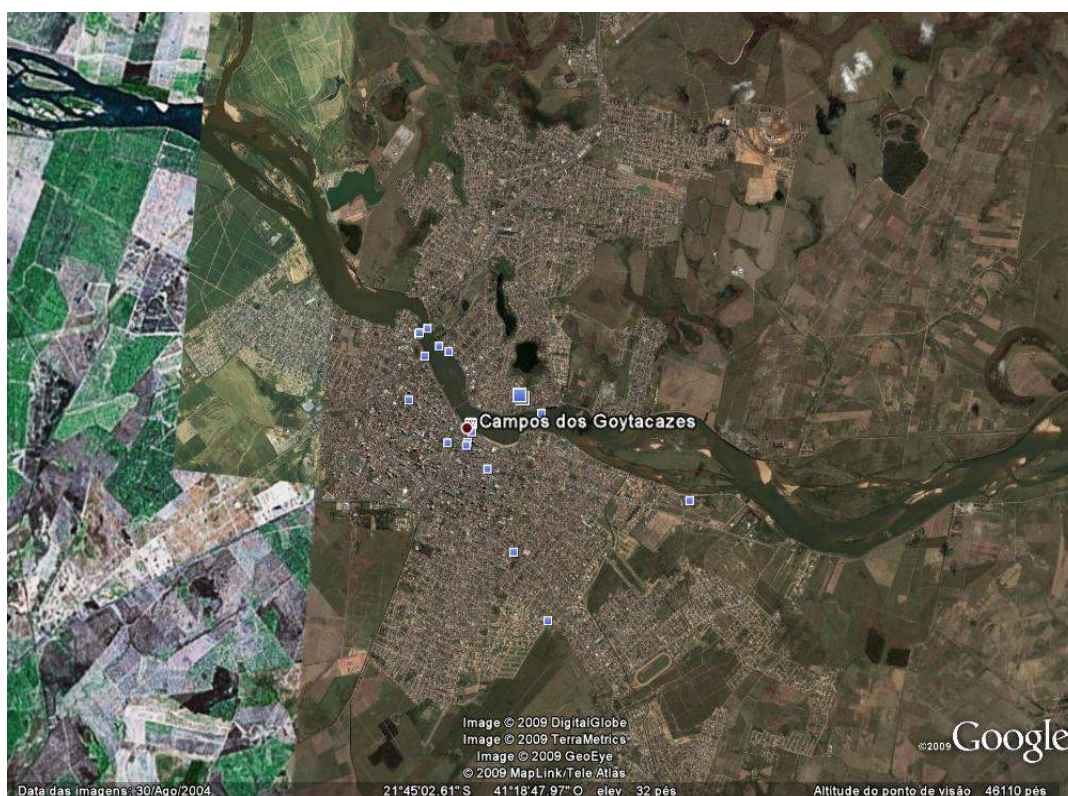 Campos dos Goytacazes
Image © 2009 DigitalGlobe
Image © 2009 TerraMetrics
Image © 2009 GeoEye
© 2009 MapLink/Tele Atlas
©2009 Google
Data das imagens: 30/Ago/2004 21°45'02.61" S 41°18'47.97" O elev 32 pés Altitude do ponto de visão 46110 pés